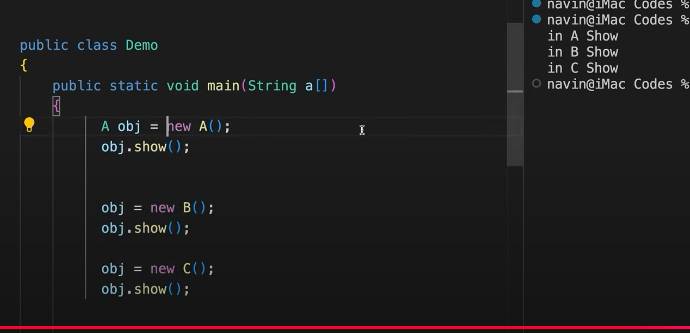 public class Demo
{
public static void main(String a[])
{
A obj = new A();
obj.show();
obj = new B();
obj.show();
obj = new C();
obj.show();
navin@iMac Codes %
navin@iMac Codes %
in A Show
in B Show
in C Show
navin@iMac Codes %